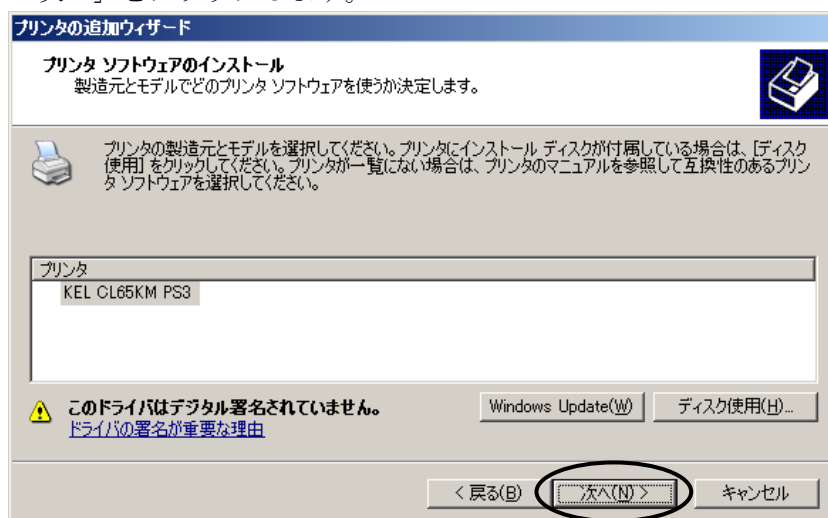 プリンタの追加ウィザード
プリンタ ソフトウェアのインストール
製造元とモデルでどのプリンタ ソフトウェアを使うか決定します。
プリンタの製造元とモデルを選択してください。プリンタにインストール ディスクが付属している場合は、[ディスク
使用] をクリックしてください。プリンタが一覧にない場合は、プリンタのマニュアルを参照して互換性のあるプリン
タ ソフトウェアを選択してください。
プリンタ
KEL CL65KM PS3
このドライバはデジタル署名されていません。
ドライバの署名が重要な理由
Windows Update(W)
ディスク使用(H)...
< 戻る(B)
次へ(N) >
キャンセル